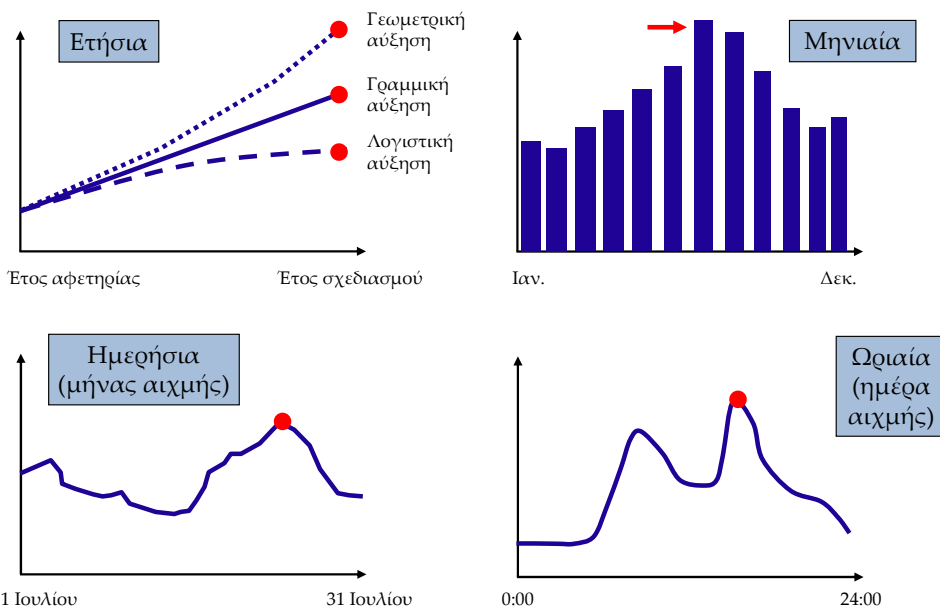 Ετήσια
Γεωμετρική
αύξηση
Γραμμική
αύξηση
Λογιστική
αύξηση
Έτος αφετηρίας
Έτος σχεδιασμού
Μηνιαία
Ιαν.
Δεκ.
Ημερήσια
(μήνας αιχμής)
1 Ιουλίου
31 Ιουλίου
Ωριαία
(ημέρα
αιχμής)
0:00
24:00